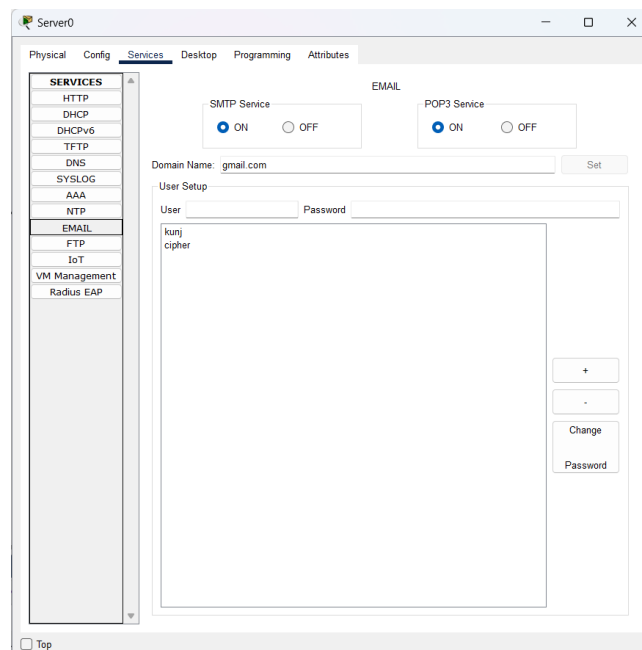 Server0
Physical Config Services Desktop Programming Attributes
SERVICES
HTTP
DHCP
DHCPv6
TFTP
DNS
SYSLOG
AAA
NTP
EMAIL
FTP
IoT
VM Management
Radius EAP
EMAIL
SMTP Service
ON OFF
POP3 Service
ON OFF
Domain Name: gmail.com Set
User Setup
User Password
kunj
cipher
+
-
Change
Password
Top